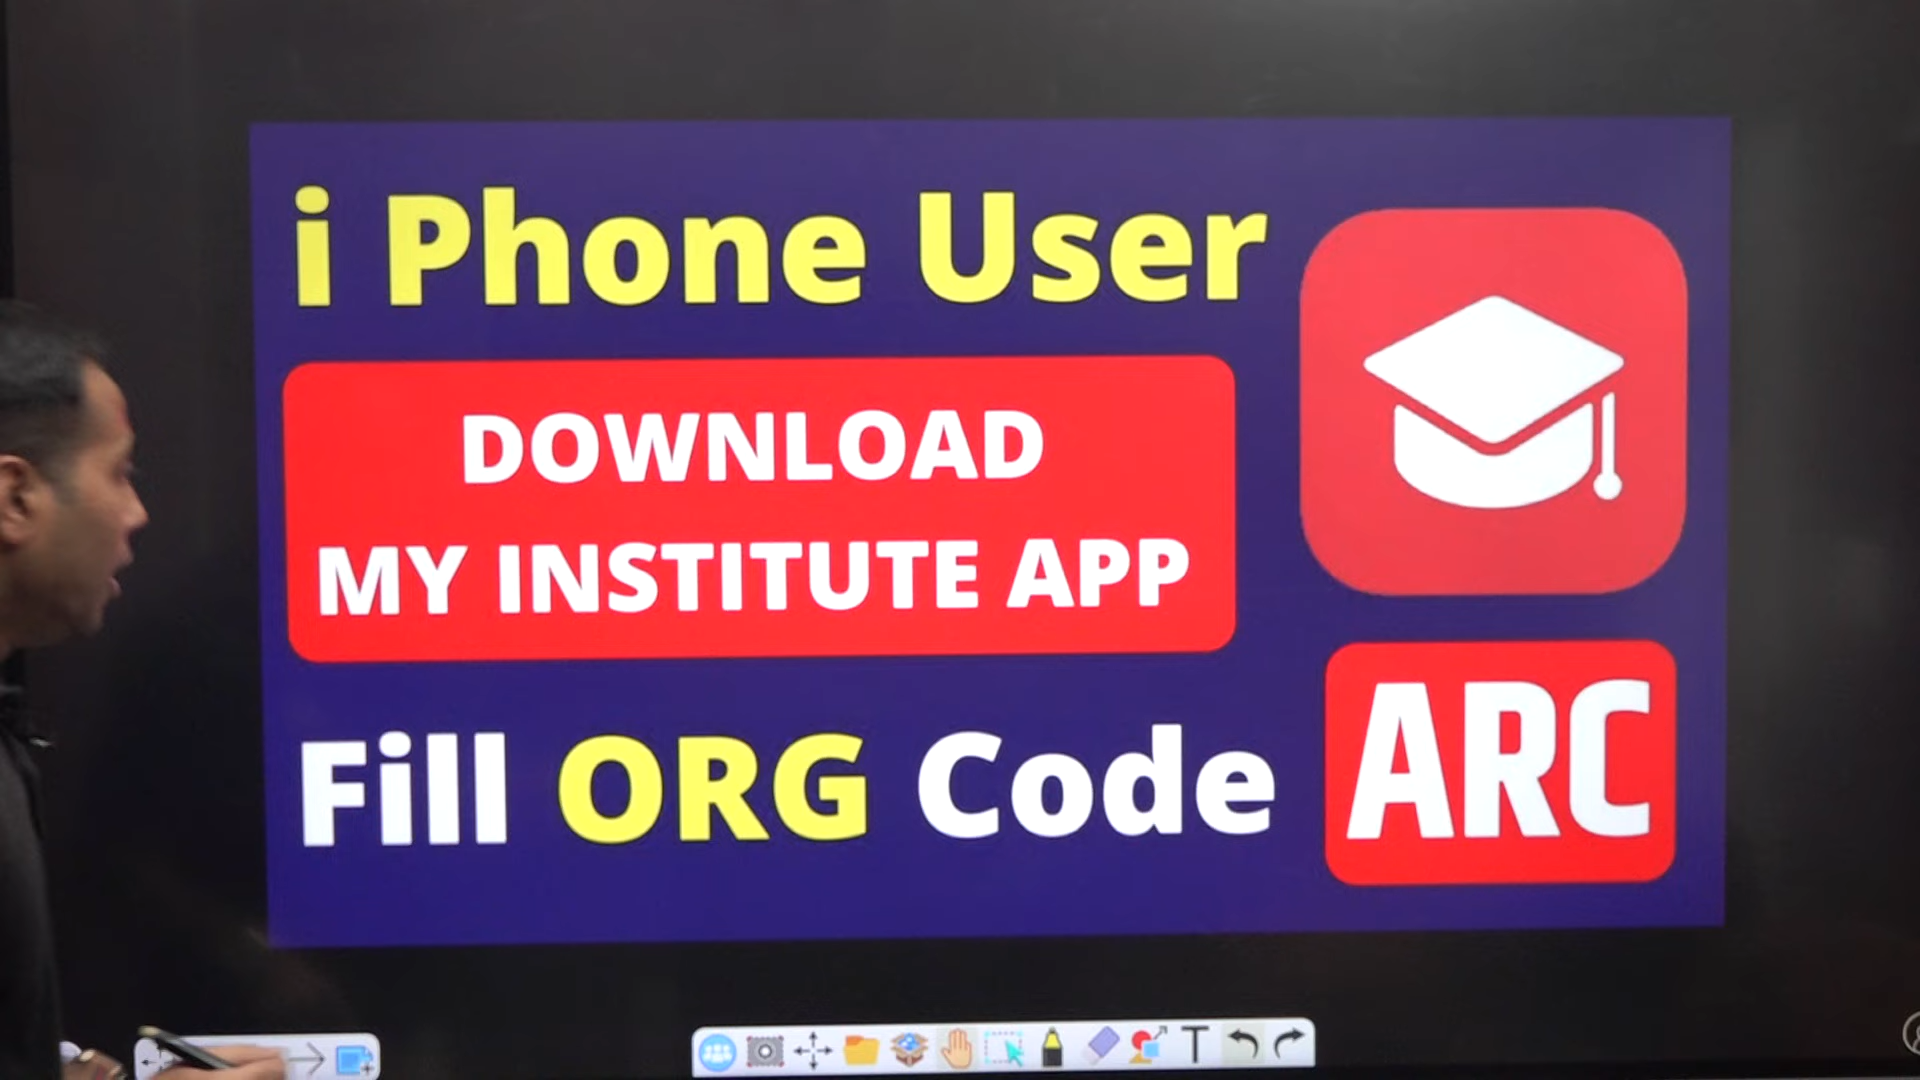 i Phone User
DOWNLOAD
MY INSTITUTE APP
Fill ORG Code ARC
T